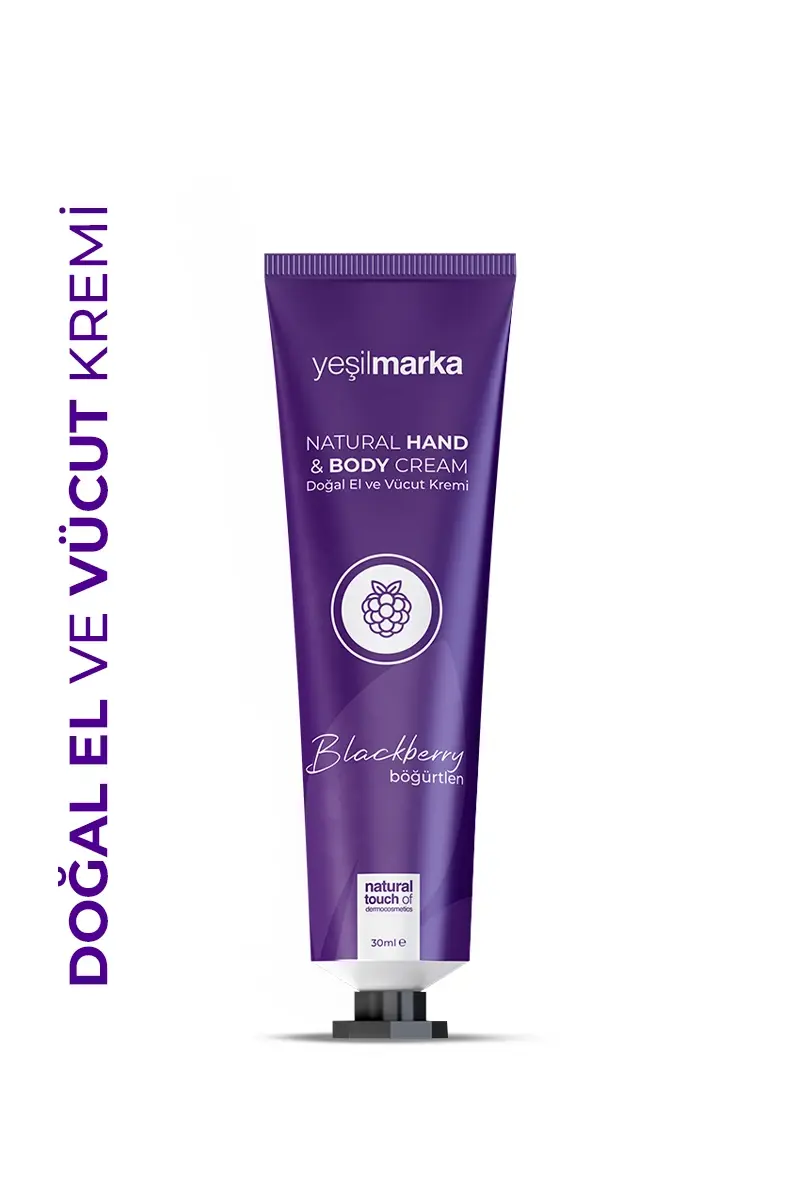 DOĞAL EL VE VÜCUT KREMİ
yeşilmarka
NATURAL HAND
& BODY CREAM
Doğal El ve Vücut Kremi
Blackberry
böğürtlen
natural
touch of
dermocosmetics
30ml e